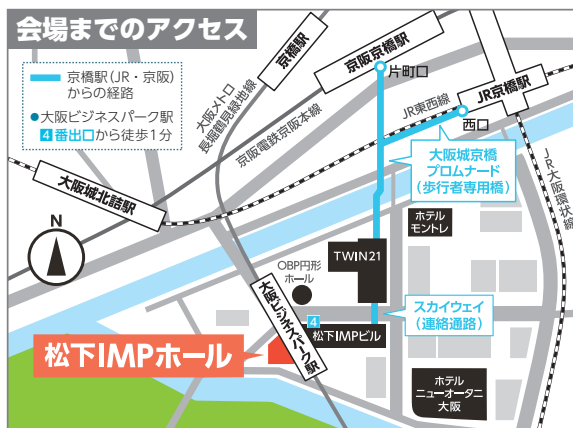 会場までのアクセス
京橋駅(JR・京阪)
からの経路
●大阪ビジネスパーク駅
4番出口から徒歩1分
京橋駅
京阪京橋駅
片町口
JR京橋駅
西口
JR東西線
大阪メトロ
長堀鶴見緑地線
京阪電鉄京阪本線
大阪城京橋
プロムナード
(歩行者専用橋)
JR大阪環状線
大阪城北詰駅
N
ホテル
モントレ
TWIN21
OBP円形
ホール
大阪ビジネスパーク駅
スカイウェイ
(連絡通路)
4
松下IMPビル
松下IMPホール
ホテル
ニューオータニ
大阪